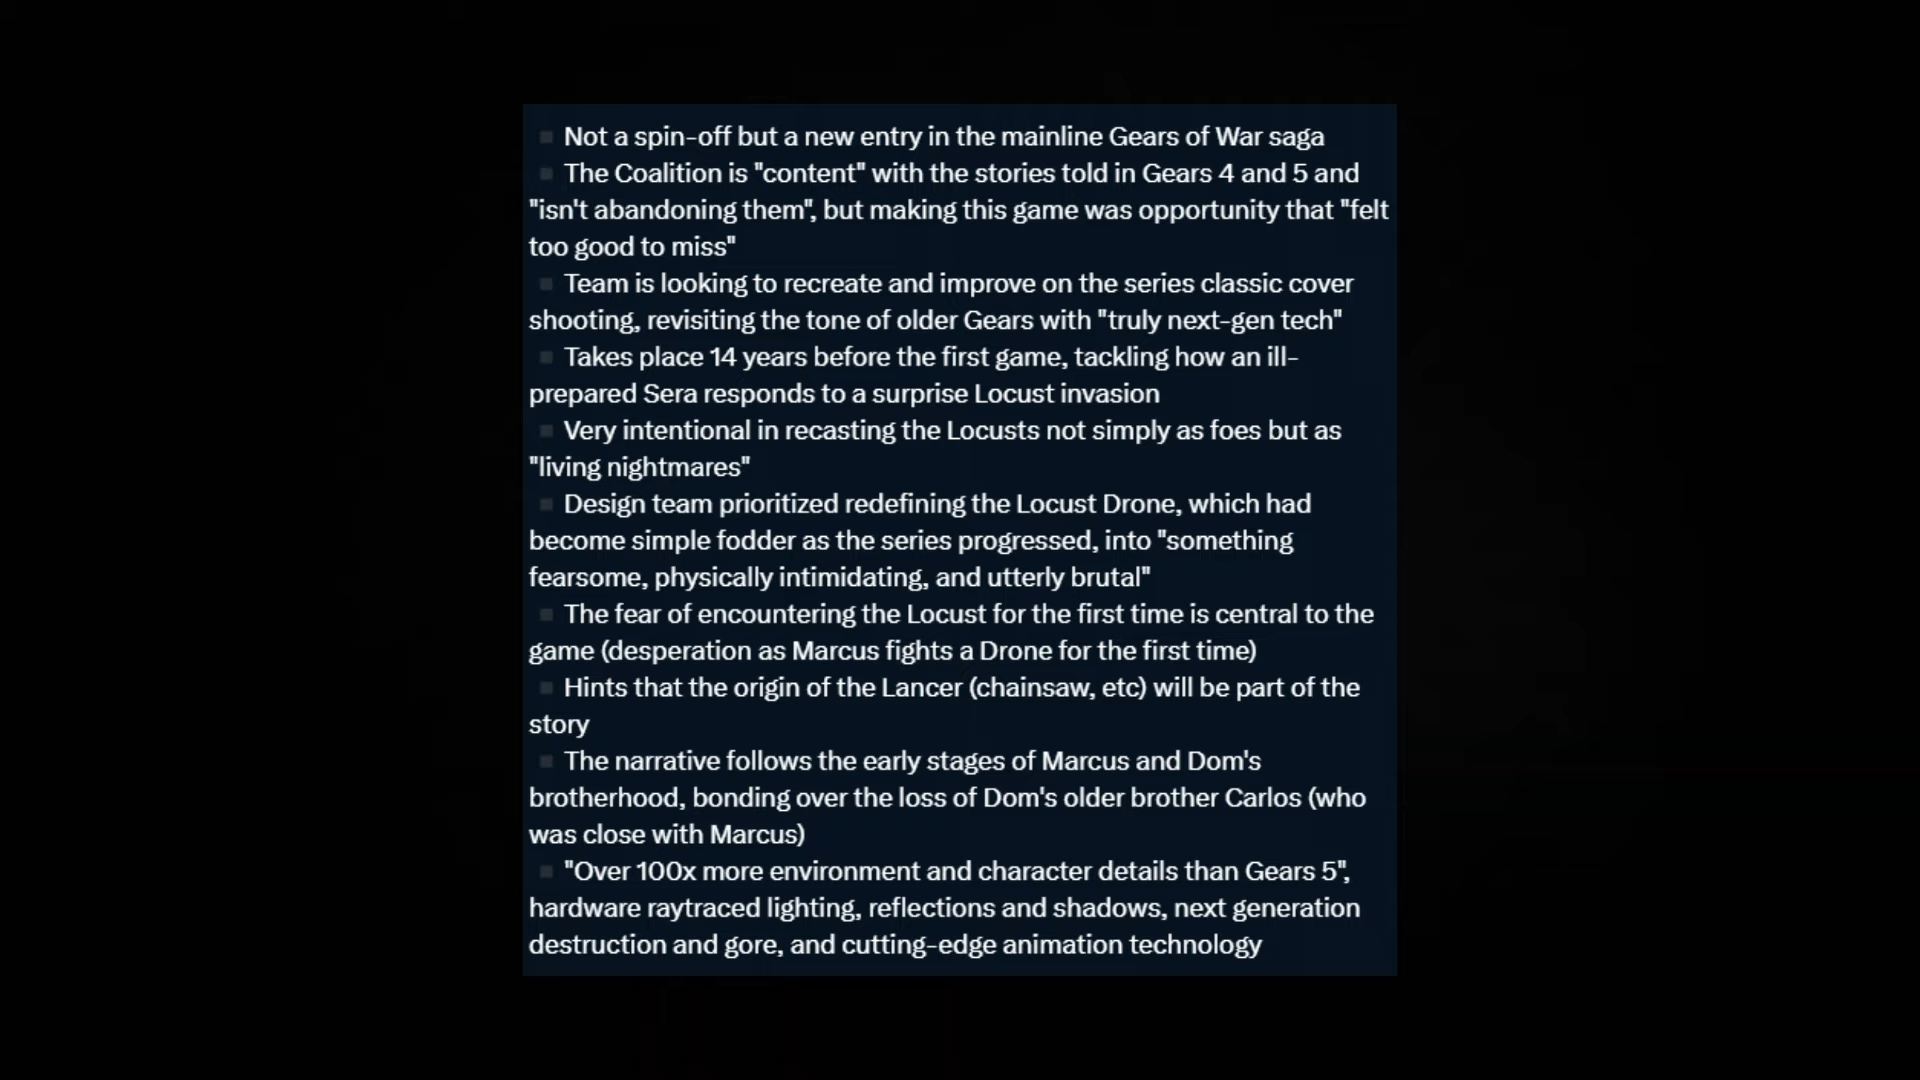 ▪ Not a spin-off but a new entry in the mainline Gears of War saga
▪ The Coalition is "content" with the stories told in Gears 4 and 5 and
"isn't abandoning them", but making this game was opportunity that "felt
too good to miss"
▪ Team is looking to recreate and improve on the series classic cover
shooting, revisiting the tone of older Gears with "truly next-gen tech"
▪ Takes place 14 years before the first game, tackling how an ill-
prepared Sera responds to a surprise Locust invasion
▪ Very intentional in recasting the Locusts not simply as foes but as
"living nightmares"
▪ Design team prioritized redefining the Locust Drone, which had
become simple fodder as the series progressed, into "something
fearsome, physically intimidating, and utterly brutal"
▪ The fear of encountering the Locust for the first time is central to the
game (desperation as Marcus fights a Drone for the first time)
▪ Hints that the origin of the Lancer (chainsaw, etc) will be part of the
story
▪ The narrative follows the early stages of Marcus and Dom's
brotherhood, bonding over the loss of Dom's older brother Carlos (who
was close with Marcus)
▪ "Over 100x more environment and character details than Gears 5",
hardware raytraced lighting, reflections and shadows, next generation
destruction and gore, and cutting-edge animation technology